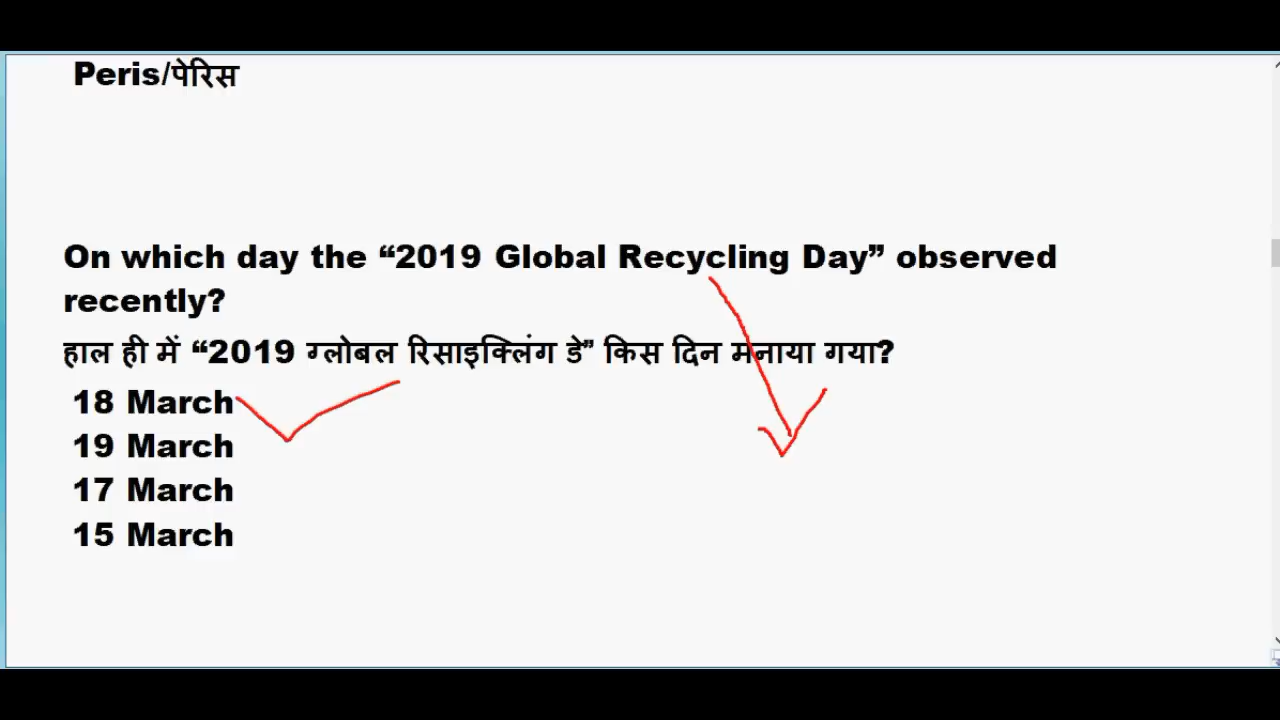 Peris/पेरिस
On which day the “2019 Global Recycling Day” observed
recently?
हाल ही में “2019 ग्लोबल रिसाइक्लिंग डे” किस दिन मनाया गया?
18 March
19 March
17 March
15 March